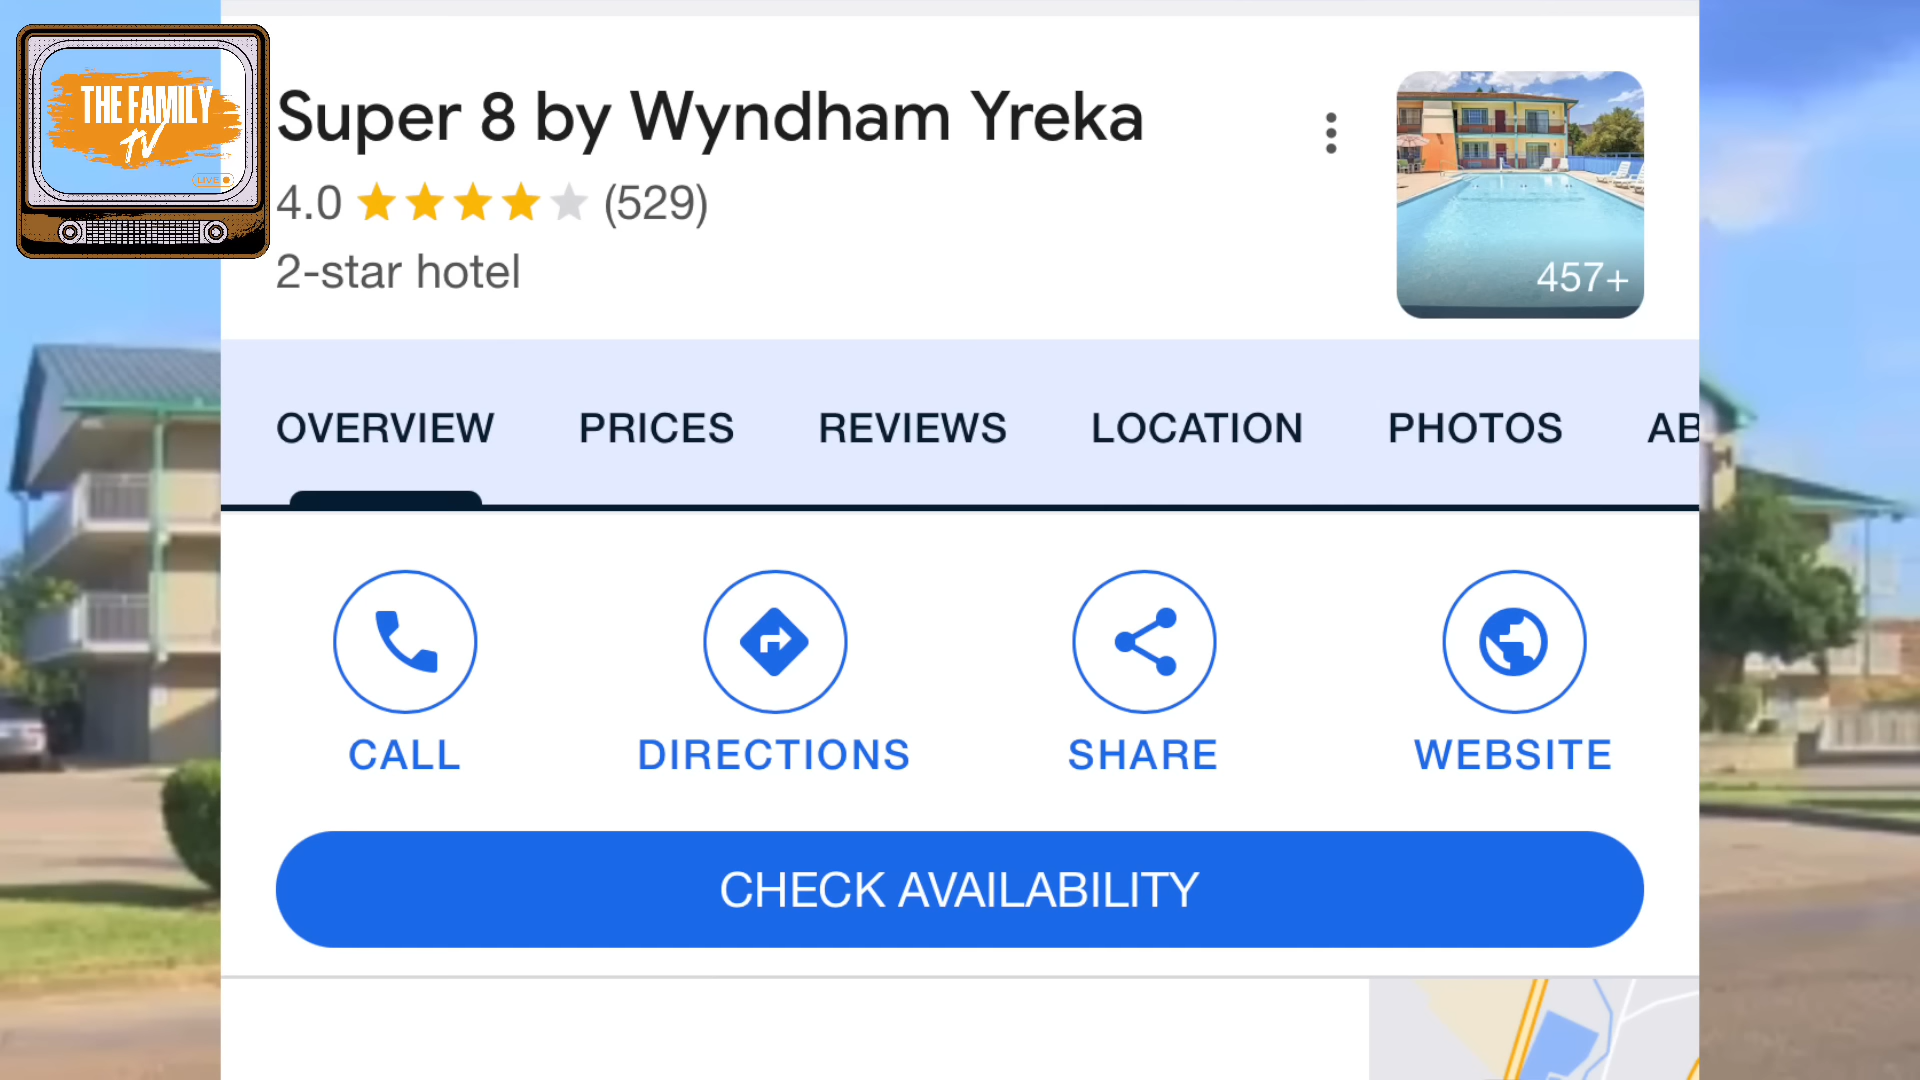 THE FAMILY
tv
LIVE
Super 8 by Wyndham Yreka
4.0 (529)
2-star hotel
457+
OVERVIEW PRICES REVIEWS LOCATION PHOTOS AB
CALL DIRECTIONS SHARE WEBSITE
CHECK AVAILABILITY